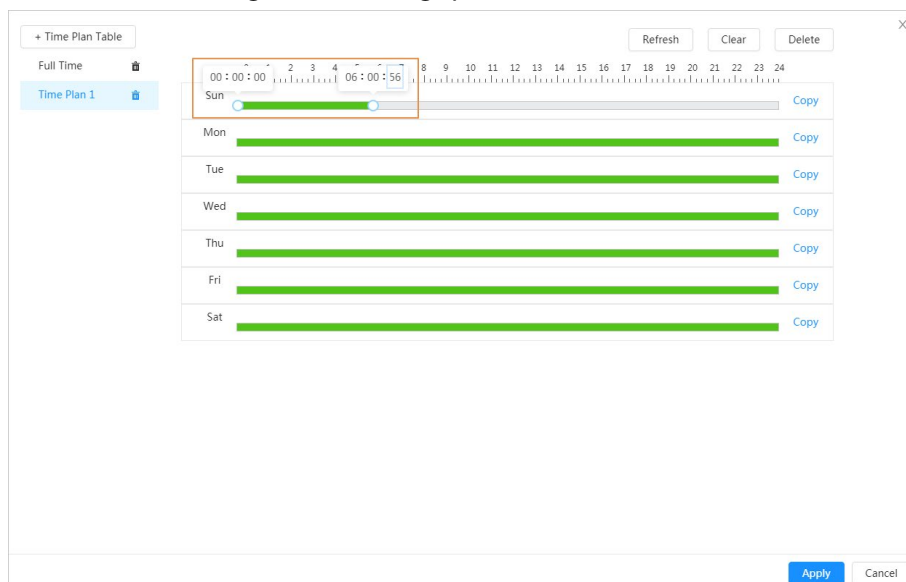 + Time Plan Table
Refresh Clear Delete
Full Time
Time Plan 1
2 3 4 8 9 10 11 12 13 14 15 16 17 18 19 20 21 22 23 24
00 : 00 : 00 06 : 00 : 56
Sun Copy
Mon Copy
Tue Copy
Wed Copy
Thu Copy
Fri Copy
Sat Copy
Apply Cancel